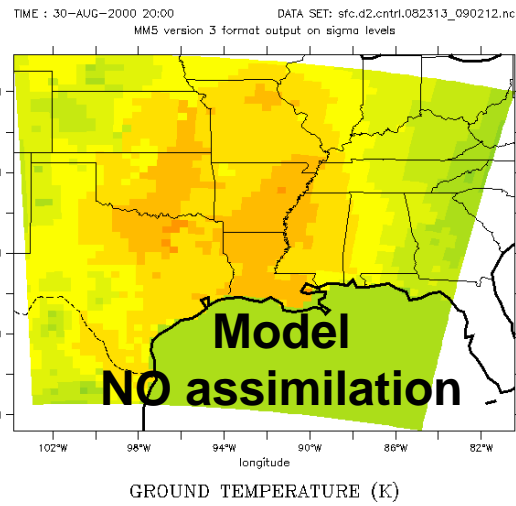 TIME : 30-AUG-2000 20:00 DATA SET: sfc.d2.cntrl.082313_090212.nc
MM5 version 3 format output on sigma levels
Model
NO assimilation
102°W 98°W 94°W 90°W 86°W 82°W
longitude
GROUND TEMPERATURE (K)